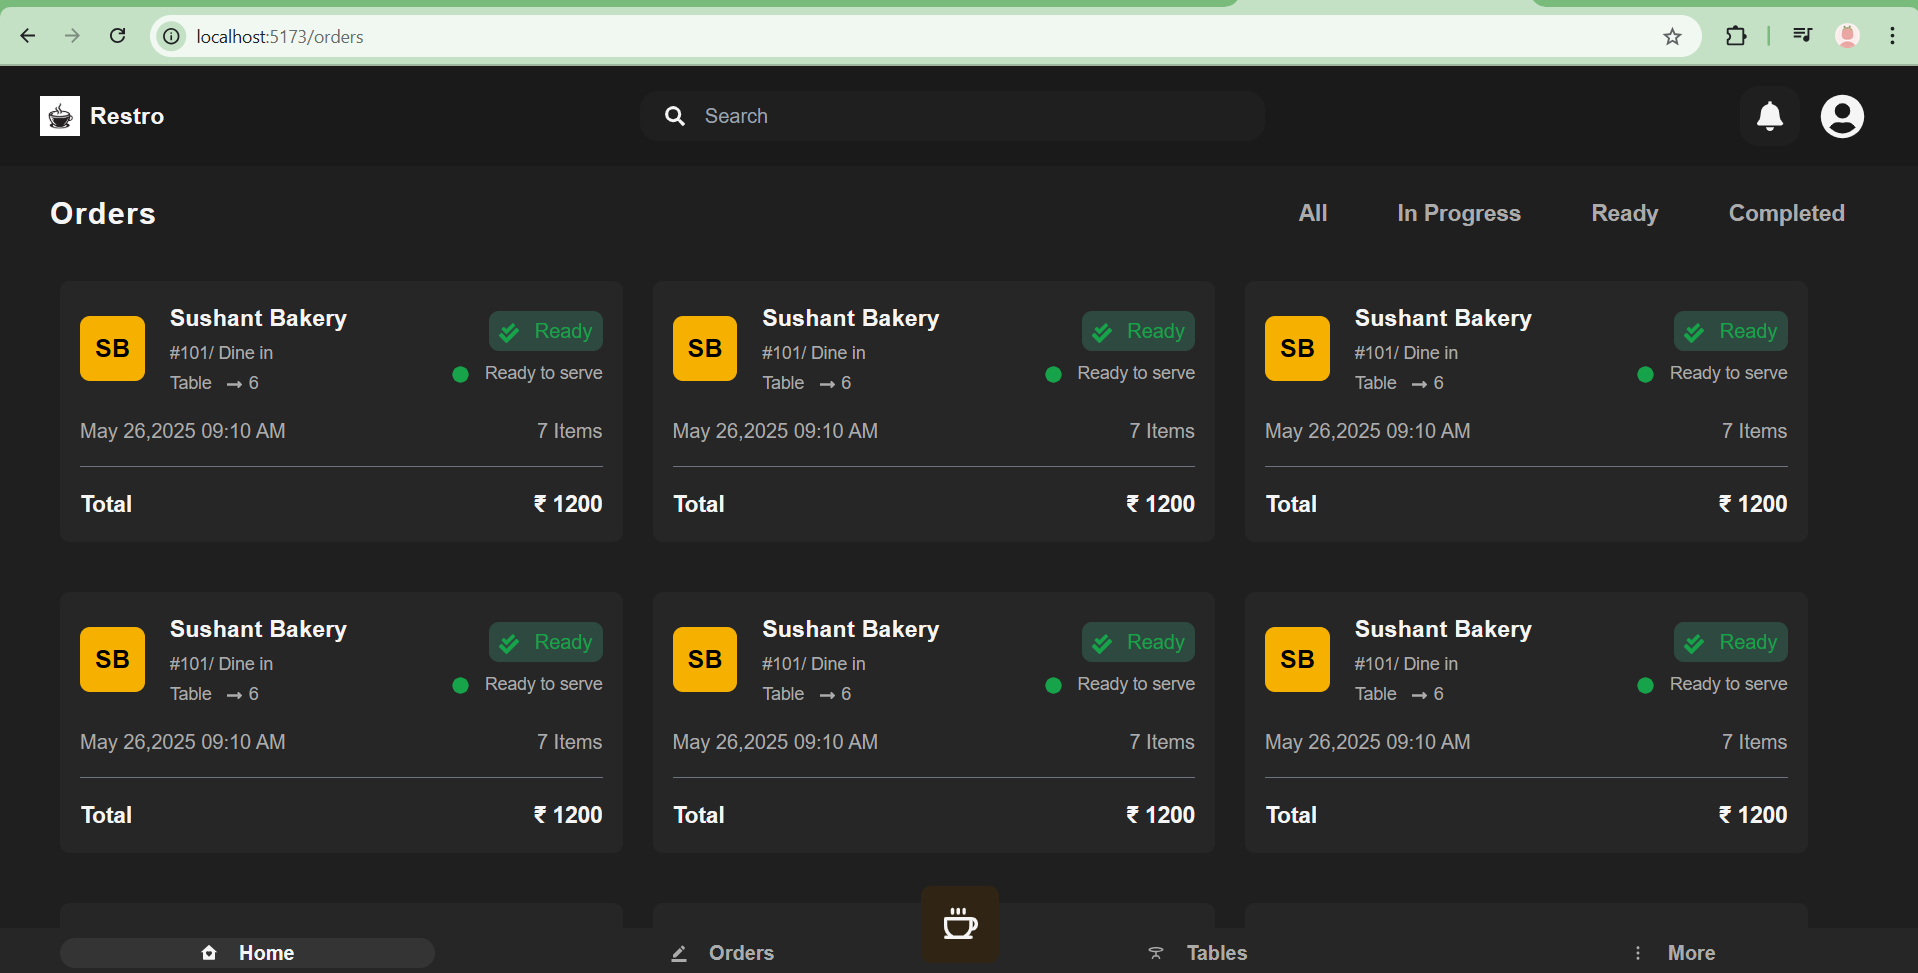 localhost:5173/orders
Restro
Search
Orders
All In Progress Ready Completed
SB
Sushant Bakery
#101/ Dine in
Table → 6
Ready
Ready to serve
May 26,2025 09:10 AM 7 Items
Total ₹ 1200
SB
Sushant Bakery
#101/ Dine in
Table → 6
Ready
Ready to serve
May 26,2025 09:10 AM 7 Items
Total ₹ 1200
SB
Sushant Bakery
#101/ Dine in
Table → 6
Ready
Ready to serve
May 26,2025 09:10 AM 7 Items
Total ₹ 1200
SB
Sushant Bakery
#101/ Dine in
Table → 6
Ready
Ready to serve
May 26,2025 09:10 AM 7 Items
Total ₹ 1200
SB
Sushant Bakery
#101/ Dine in
Table → 6
Ready
Ready to serve
May 26,2025 09:10 AM 7 Items
Total ₹ 1200
SB
Sushant Bakery
#101/ Dine in
Table → 6
Ready
Ready to serve
May 26,2025 09:10 AM 7 Items
Total ₹ 1200
Home Orders Tables More